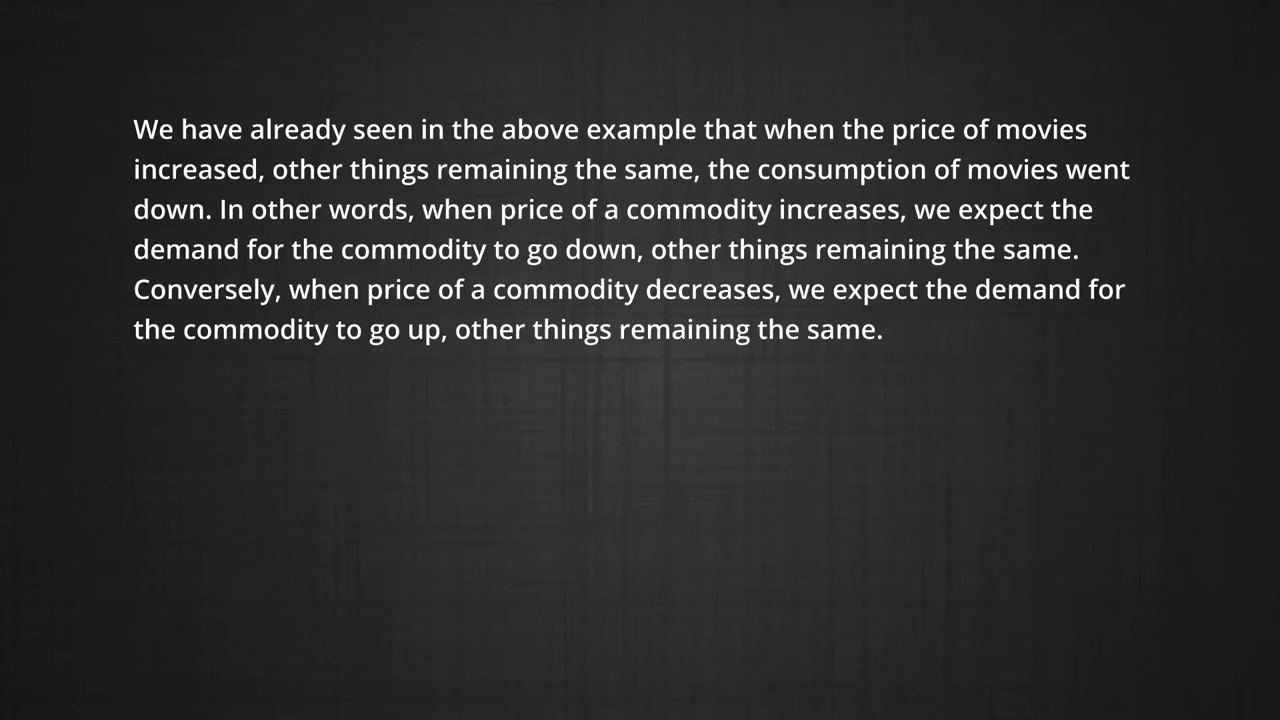 We have already seen in the above example that when the price of movies
increased, other things remaining the same, the consumption of movies went
down. In other words, when price of a commodity increases, we expect the
demand for the commodity to go down, other things remaining the same.
Conversely, when price of a commodity decreases, we expect the demand for
the commodity to go up, other things remaining the same.